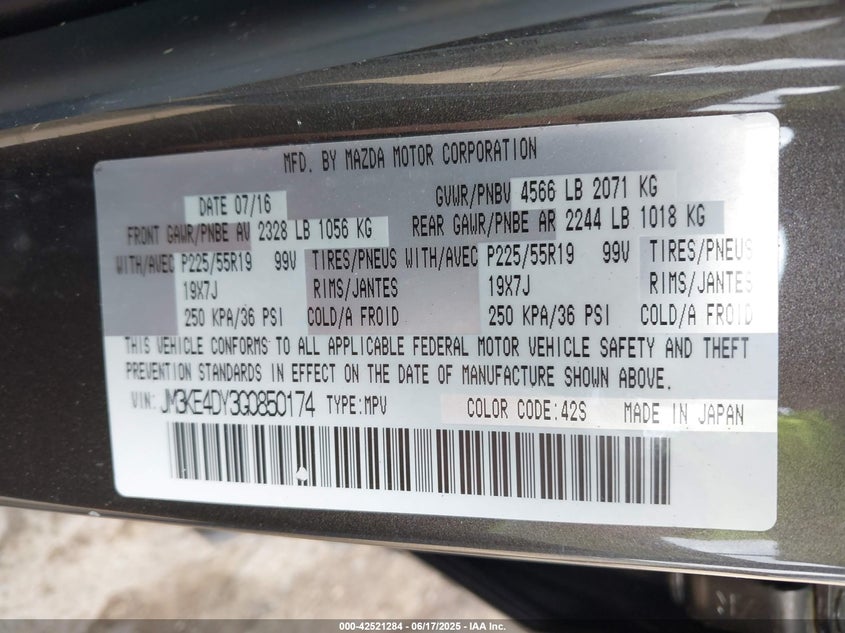 MFD. BY MAZDA MOTOR CORPORATION
DATE 07/16 GVWR/PNBV 4566 LB 2071 KG
FRONT GAWR/PNBE AV 2328 LB 1056 KG REAR GAWR/PNBE AR 2244 LB 1018 KG
WITH/AVEC P225/55R19 99V TIRES/PNEUS WITH/AVEC P225/55R19 99V TIRES/PNEUS
19X7J RIMS/JANTES 19X7J RIMS/JANTES
250 KPA/36 PSI COLD/A FROID 250 KPA/36 PSI COLD/A FROID
THIS VEHICLE CONFORMS TO ALL APPLICABLE FEDERAL MOTOR VEHICLE SAFETY AND THEFT
PREVENTION STANDARDS IN EFFECT ON THE DATE OF MANUFACTURE SHOWN ABOVE.
VIN: JM3KE4DY3G0850174 TYPE:MPV COLOR CODE:42S MADE IN JAPAN
000-42521284 - 06/17/2025 - IAA Inc.